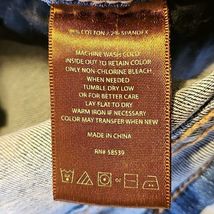 98% COTTON / 2% SPANDEX
MACHINE WASH COLD
INSIDE OUT TO RETAIN COLOR
ONLY NON-CHLORINE BLEACH
WHEN NEEDED
TUMBLE DRY LOW
OR FOR BETTER CARE
LAY FLAT TO DRY
WARM IRON IF NECESSARY
COLOR MAY TRANSFER WHEN NEW
MADE IN CHINA
RN# 58539
or